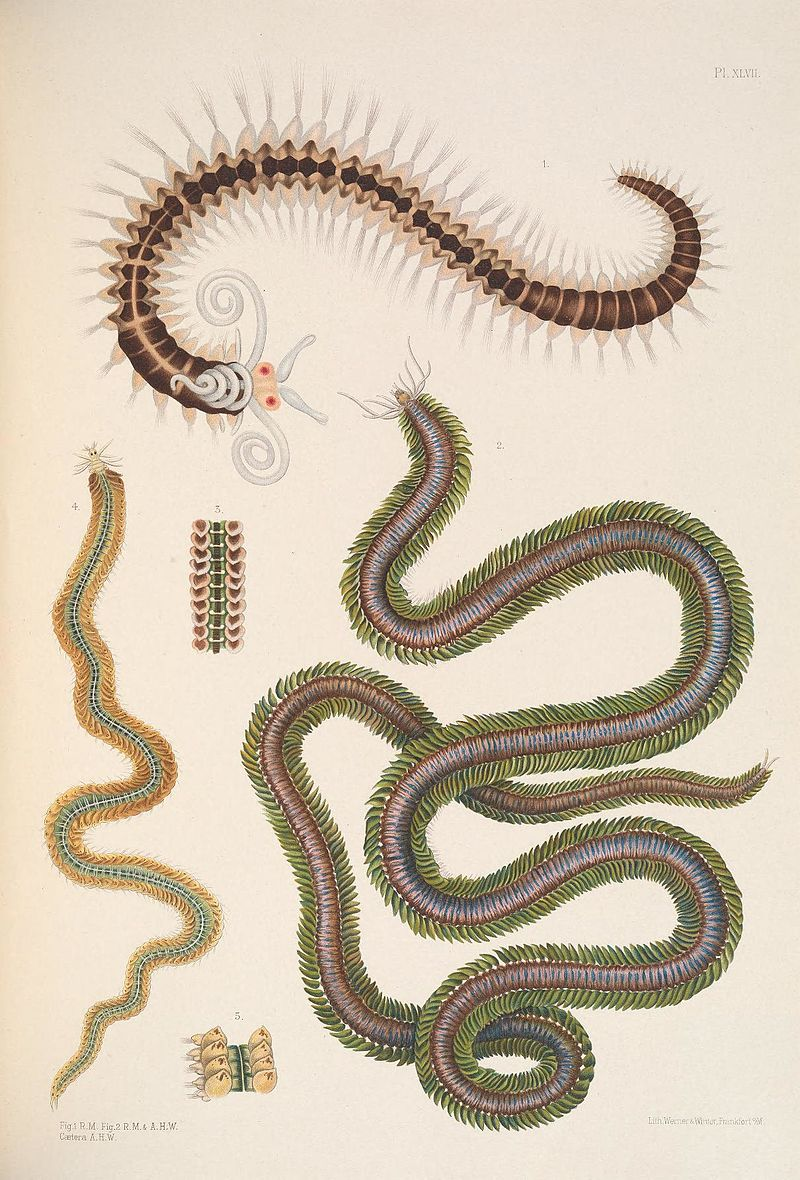 Pl. XLVII.
1.
2.
4.
3.
5.
Fig. 1 R.M. Fig. 2 R.M. & A.H.W.
Cætera A.H.W.
Lith. Werner & Winter, Frankfort o/M.